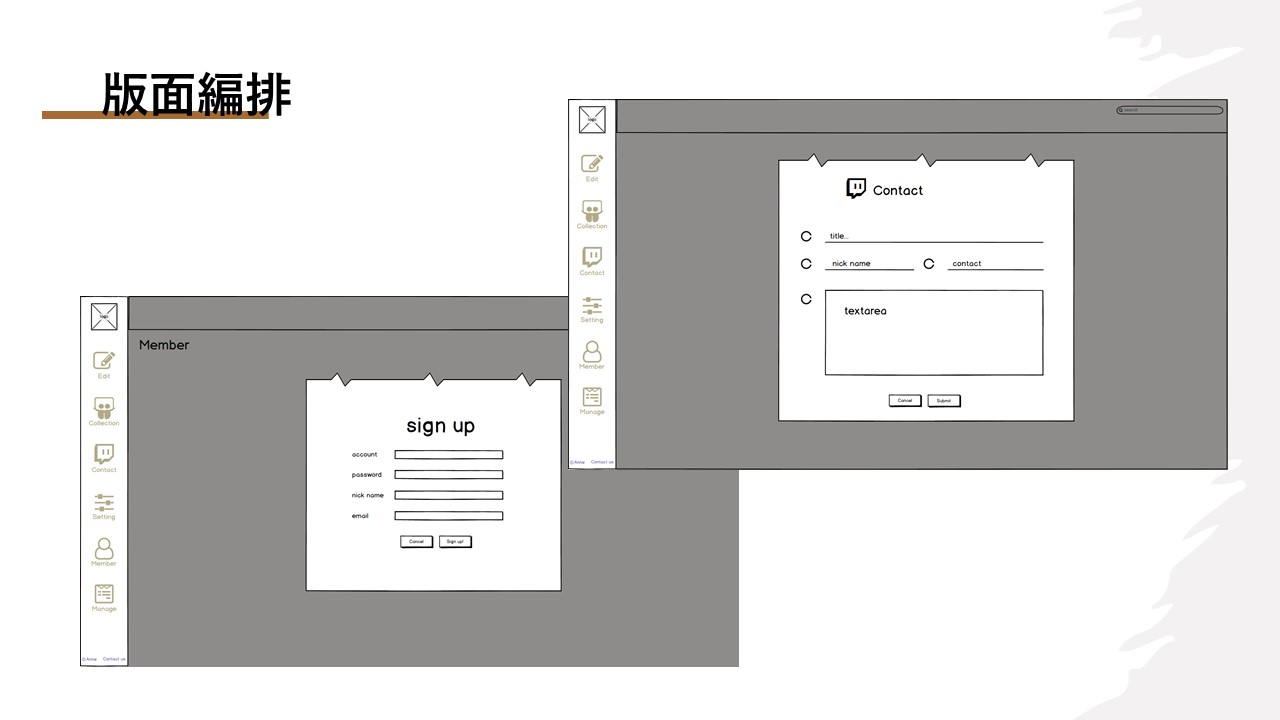 版面編排
logo
search
Edit
Collection
Contact
Setting
Member
Manage
©Annie Contact us
Contact
title...
nick name
contact
textarea
Cancel
Submit
logo
Edit
Collection
Contact
Setting
Member
Manage
Contact us
Member
sign up
account
password
nick name
email
Cancel
Sign up!